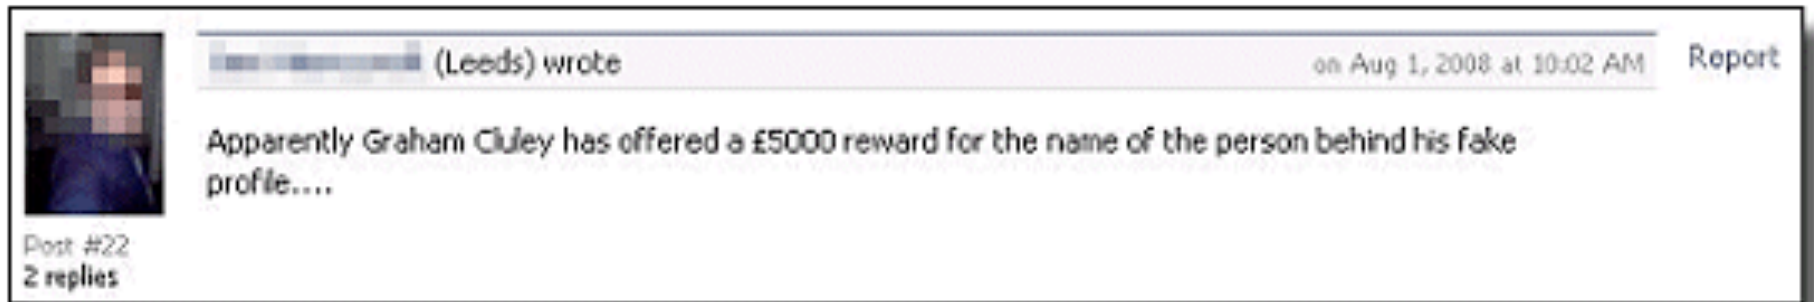 (Leeds) wrote
on Aug 1, 2008 at 10:02 AM
Report
Apparently Graham Cluley has offered a £5000 reward for the name of the person behind his fake
profile....
Post #22
2 replies